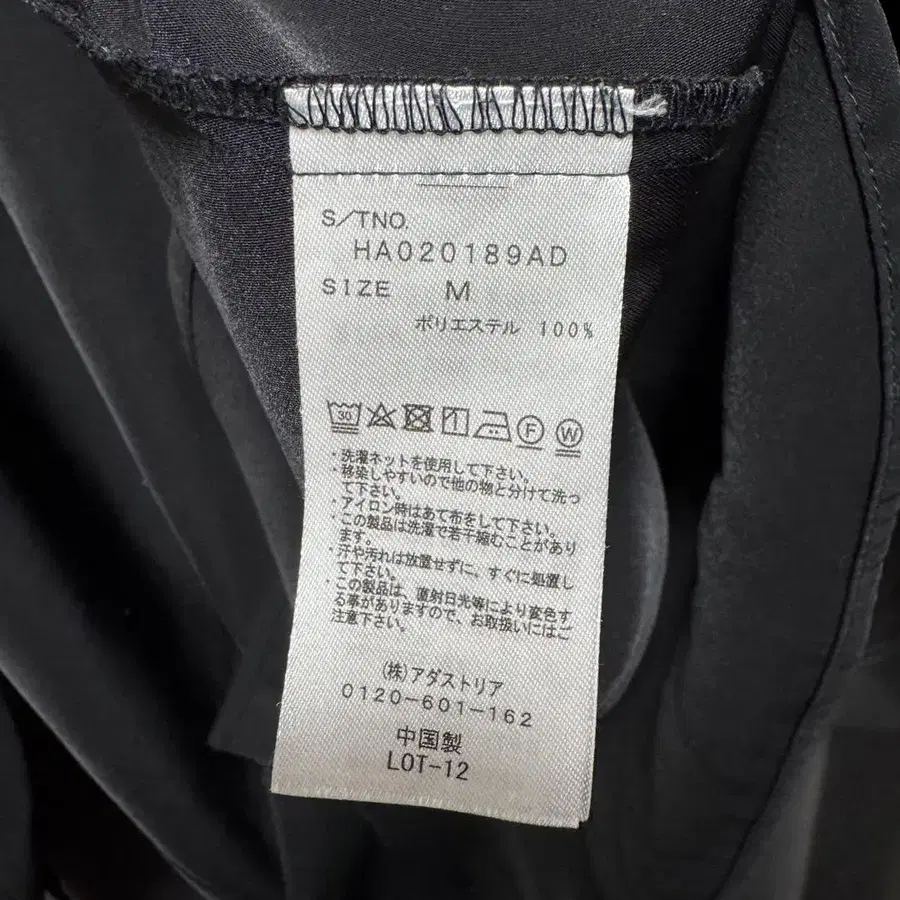 S/TNO.
HA020189AD
SIZE M
ポリエステル 100%
30
F
W
・洗濯ネットを使用して下さい。
・移染しやすいので他の物と分けて洗っ
て下さい。
・アイロン時はあて布をして下さい。
・この製品は洗濯で若干縮むことがあり
ます。
・汗や汚れは放置せずに、すぐに処置し
て下さい。
・この製品は、直射日光等により変色す
る事がありますので、お取扱いにはご
注意下さい。
(株)アダストリア
0120-601-162
中国製
LOT-12